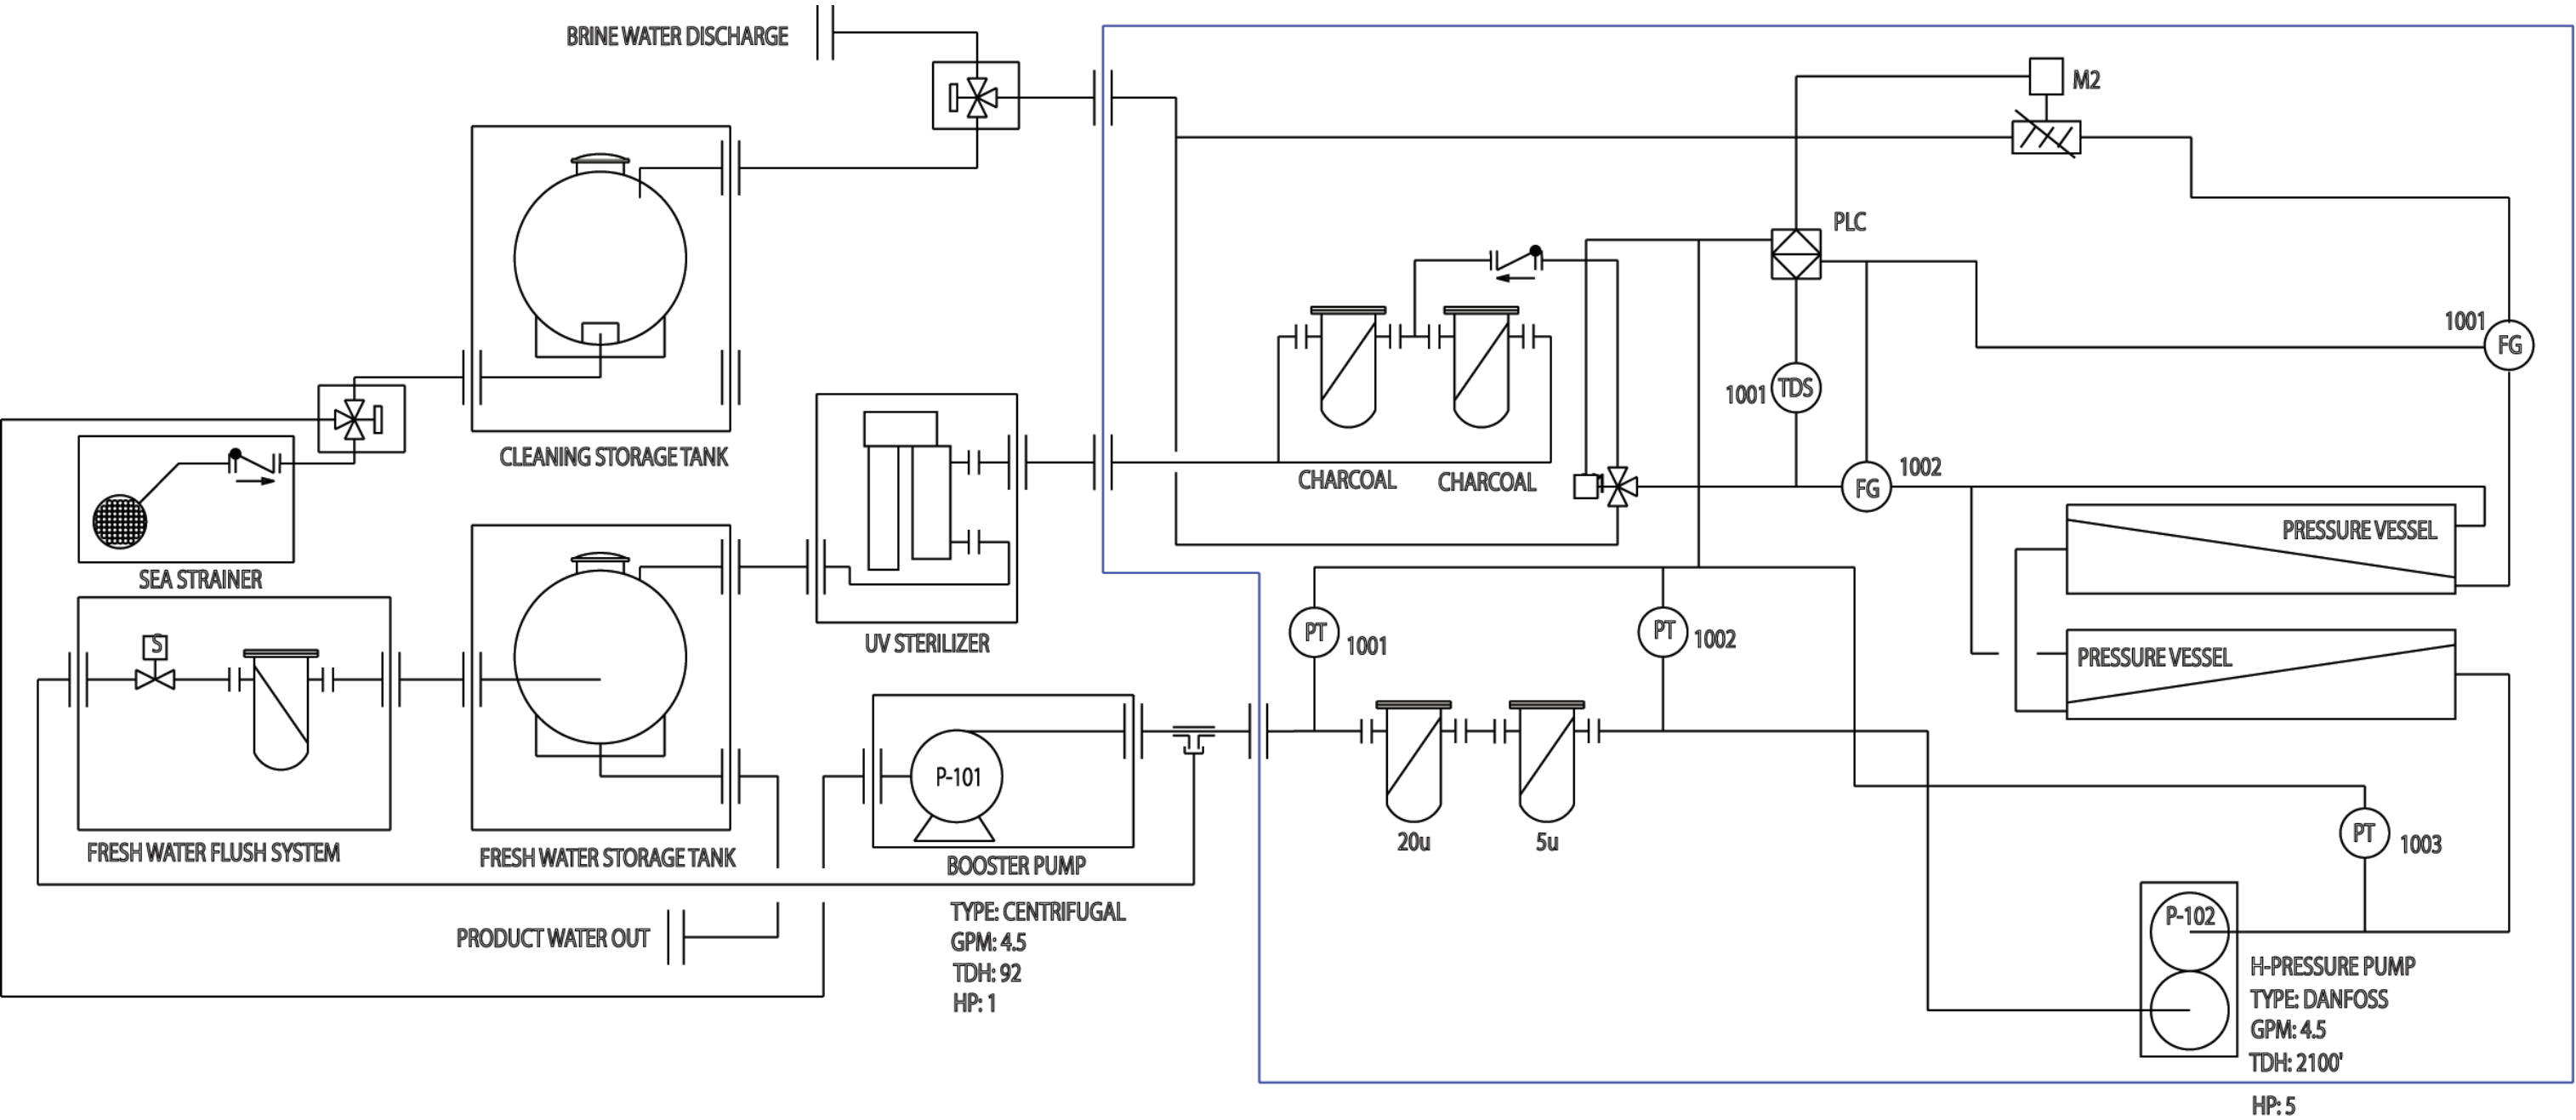 BRINE WATER DISCHARGE
M2
PLC
1001
FG
CLEANING STORAGE TANK
1001
TDS
CHARCOAL
CHARCOAL
1002
FG
SEA STRAINER
PRESSURE VESSEL
UV STERILIZER
PT
1001
PT
1002
PRESSURE VESSEL
S
P-101
20u
5u
PT
1003
FRESH WATER FLUSH SYSTEM
FRESH WATER STORAGE TANK
BOOSTER PUMP
TYPE: CENTRIFUGAL
GPM: 4.5
TDH: 92
HP: 1
PRODUCT WATER OUT
P-102
H-PRESSURE PUMP
TYPE: DANFOSS
GPM: 4.5
TDH: 2100'
HP: 5